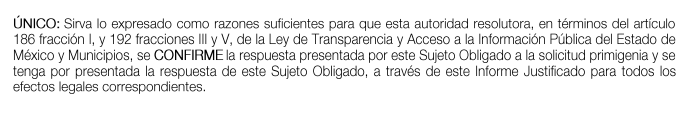 ÚNICO: Sirva lo expresado como razones suficientes para que esta autoridad resolutora, en términos del artículo
186 fracción I, y 192 fracciones III y V, de la Ley de Transparencia y Acceso a la Información Pública del Estado de
México y Municipios, se CONFIRME la respuesta presentada por este Sujeto Obligado a la solicitud primigenia y se
tenga por presentada la respuesta de este Sujeto Obligado, a través de este Informe Justificado para todos los
efectos legales correspondientes.